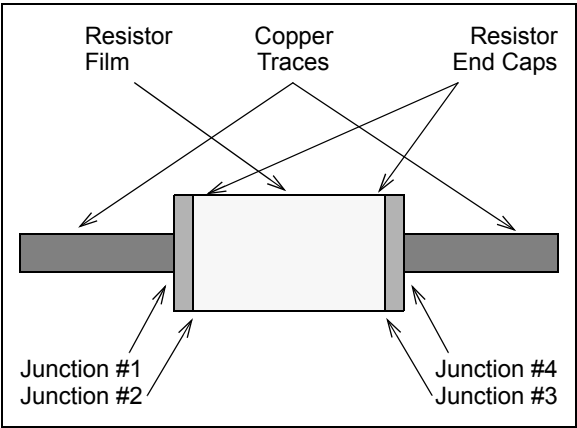 Resistor
Film
Copper
Traces
Resistor
End Caps
Junction #1
Junction #2
Junction #4
Junction #3